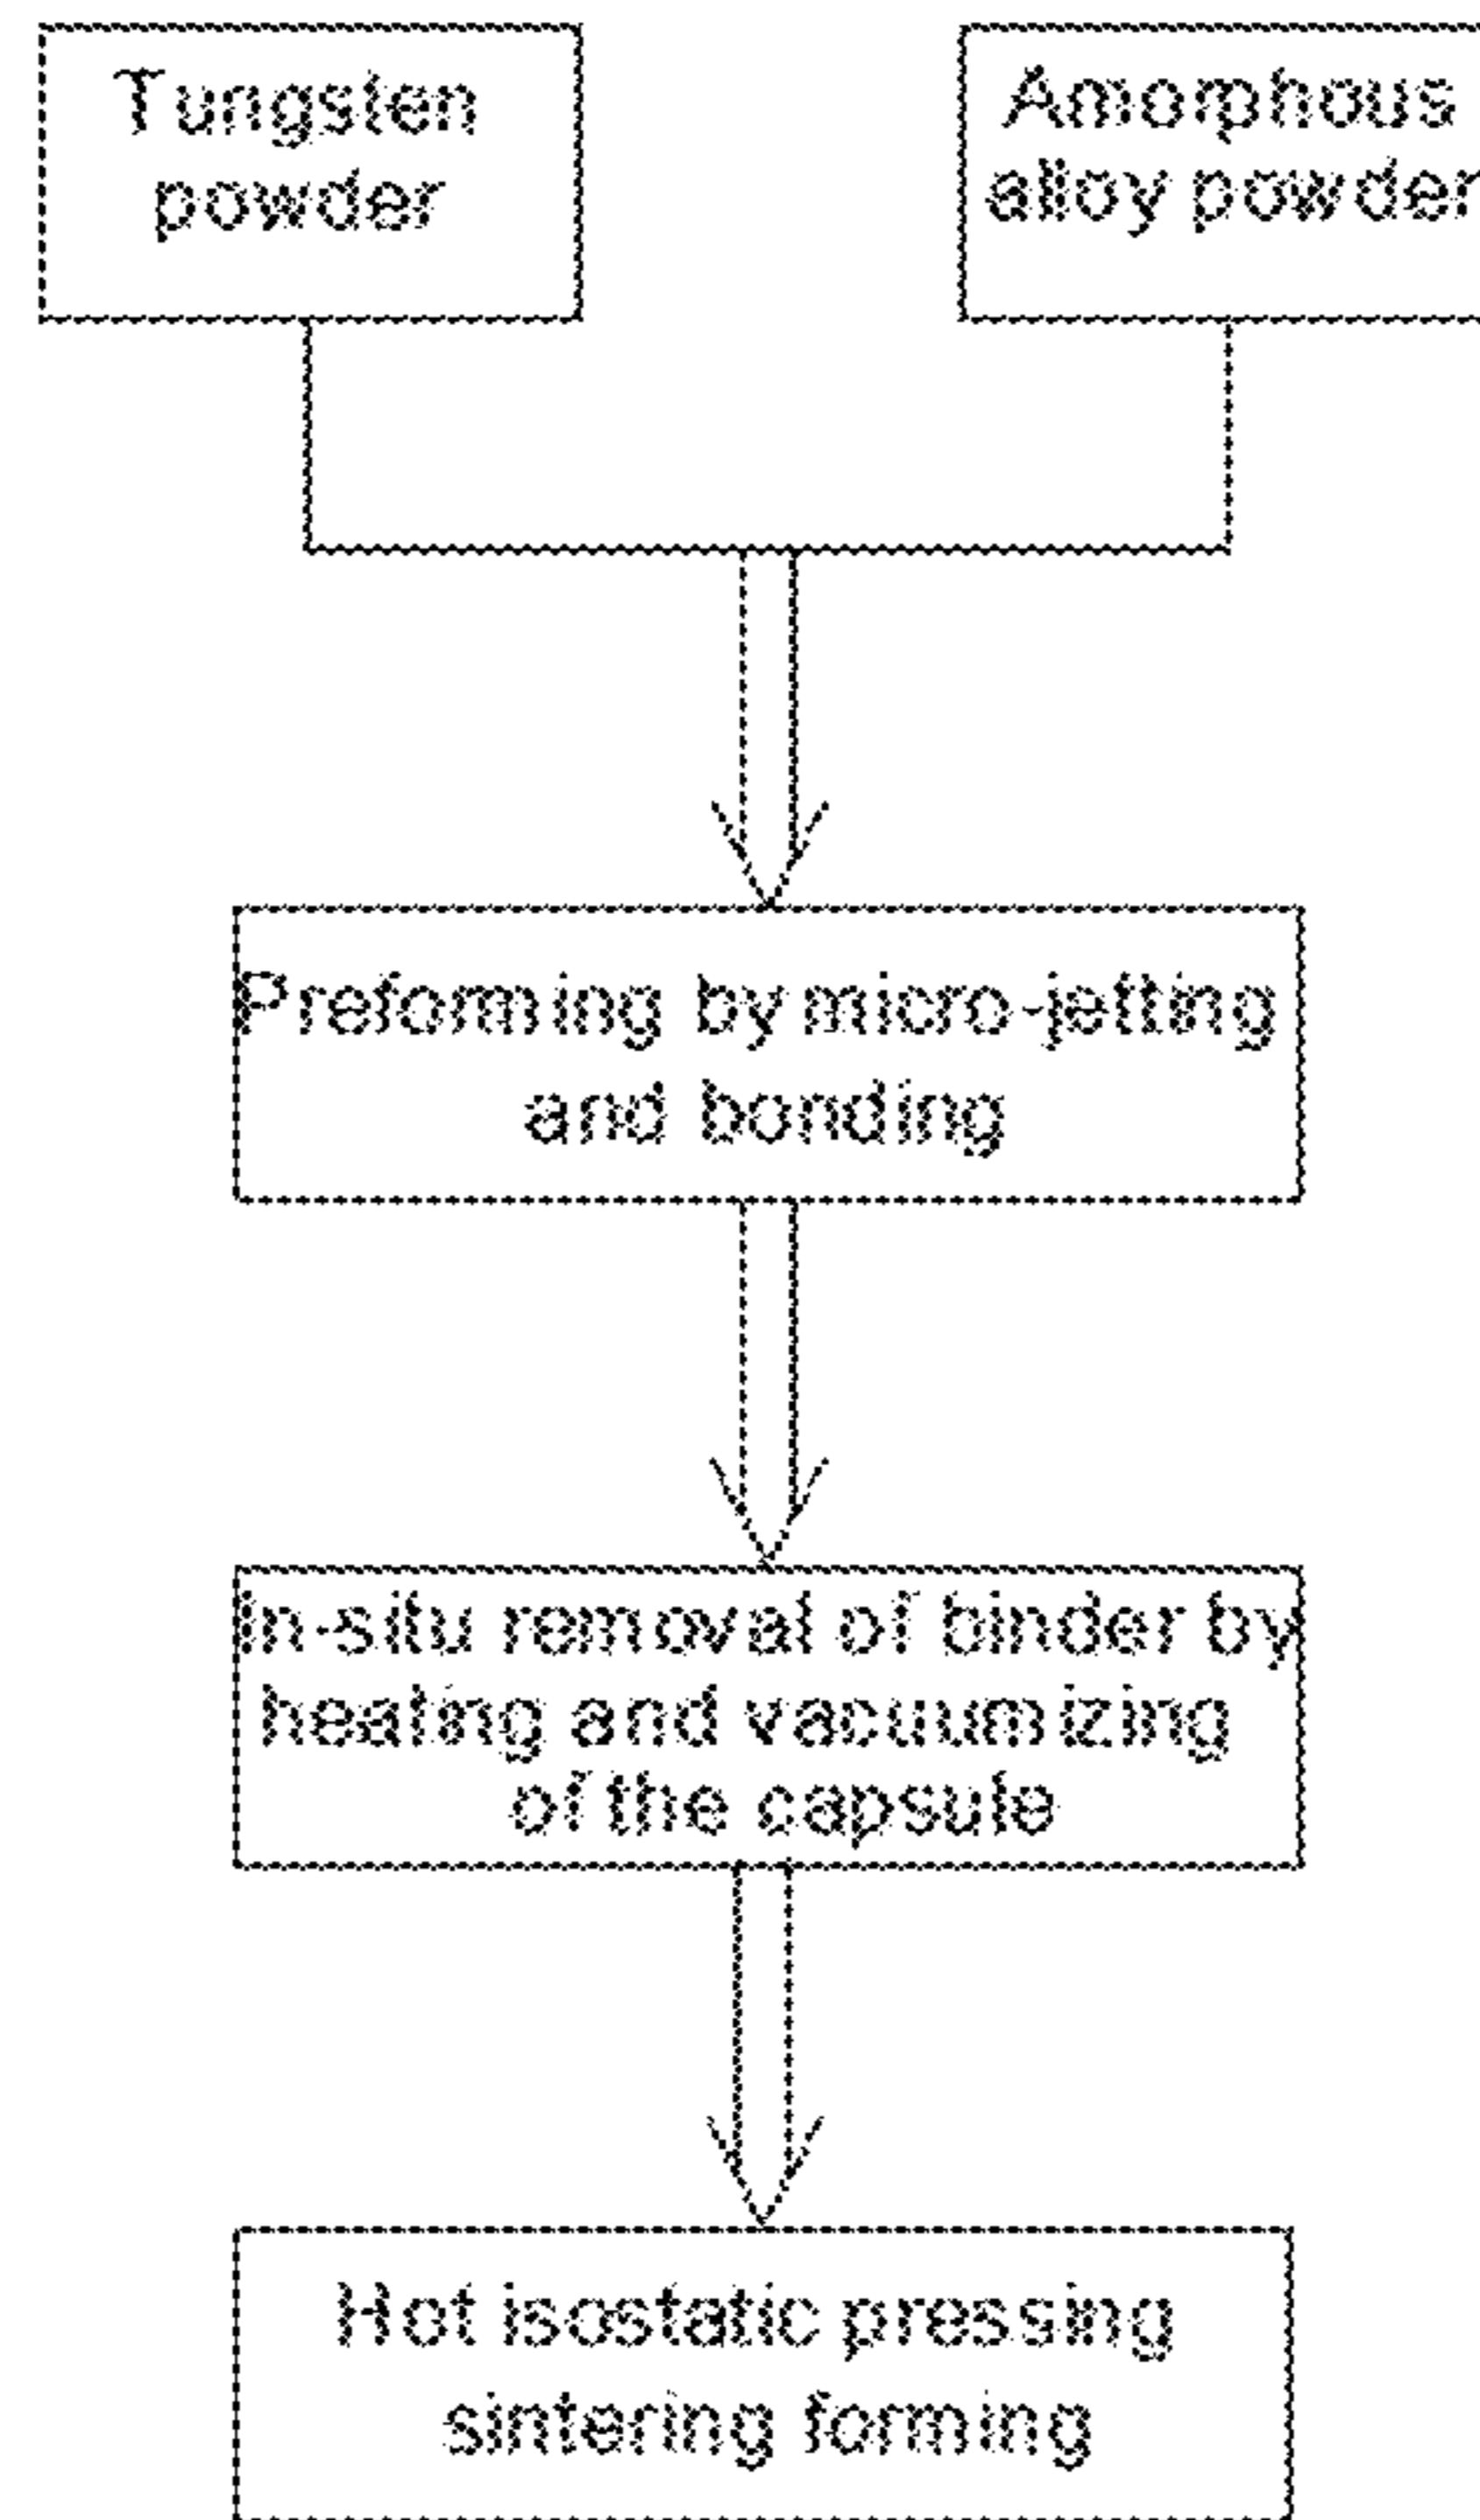 Tungsten
powder
Amorphous
alloy powder
Preforming by micro-jetting
and bonding
In-situ removal of binder by
heating and vacuumizing
of the capsule
Hot isostatic pressing
sintering forming